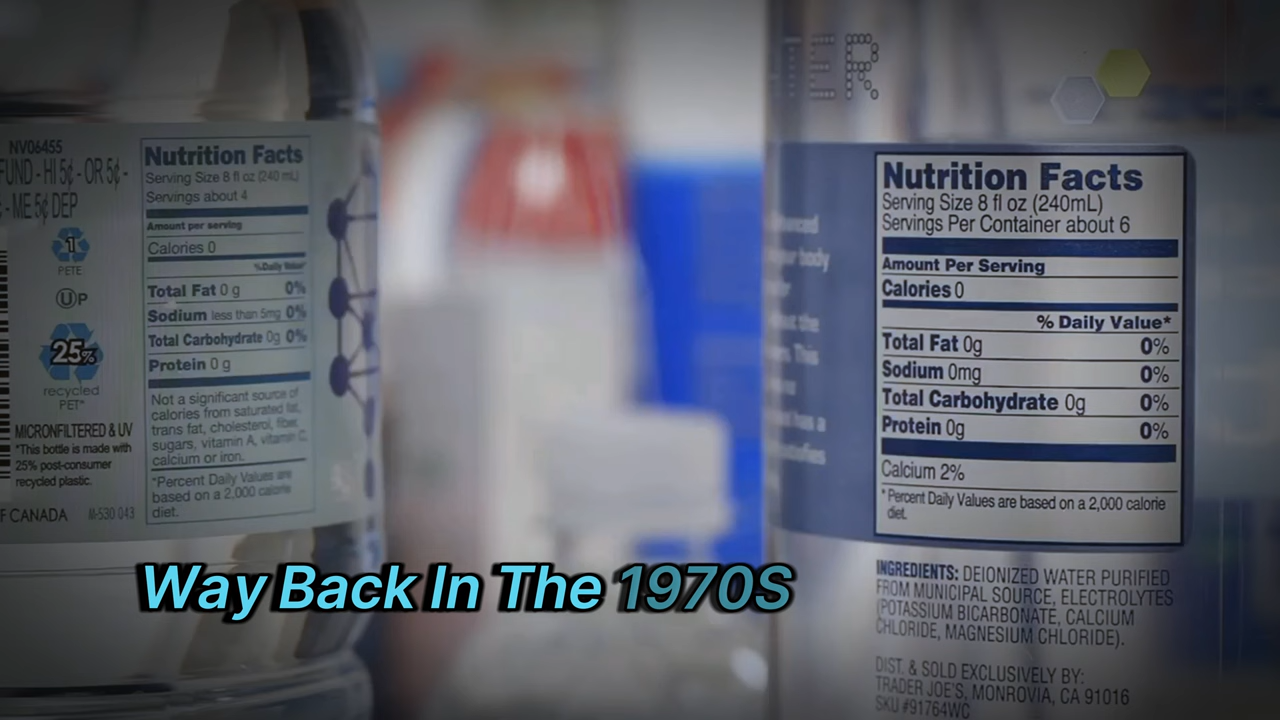 NV06455
FUND - HI 5¢ - OR 5¢ -
- ME 5¢ DEP
1
PETE
U P
25%
recycled
PET*
MICRONFILTERED & UV
*This bottle is made with
25% post-consumer
recycled plastic.
F CANADA M-530 043
Nutrition Facts
Serving Size 8 fl oz (240 mL)
Servings about 4
Amount per serving
Calories 0
%Daily Value*
Total Fat 0 g 0%
Sodium less than 5mg 0%
Total Carbohydrate 0g 0%
Protein 0 g
Not a significant source of
calories from saturated fat,
trans fat, cholesterol, fiber,
sugars, vitamin A, vitamin C,
calcium or iron.
*Percent Daily Values are
based on a 2,000 calorie
diet.
TER
body
the
This
has a
Nutrition Facts
Serving Size 8 fl oz (240mL)
Servings Per Container about 6
Amount Per Serving
Calories 0
% Daily Value*
Total Fat 0g 0%
Sodium 0mg 0%
Total Carbohydrate 0g 0%
Protein 0g 0%
Calcium 2%
*Percent Daily Values are based on a 2,000 calorie
diet.
INGREDIENTS: DEIONIZED WATER PURIFIED
FROM MUNICIPAL SOURCE, ELECTROLYTES
(POTASSIUM BICARBONATE, CALCIUM
CHLORIDE, MAGNESIUM CHLORIDE).
DIST. & SOLD EXCLUSIVELY BY:
TRADER JOE'S, MONROVIA, CA 91016
SKU #91764WC
Way Back In The 1970S